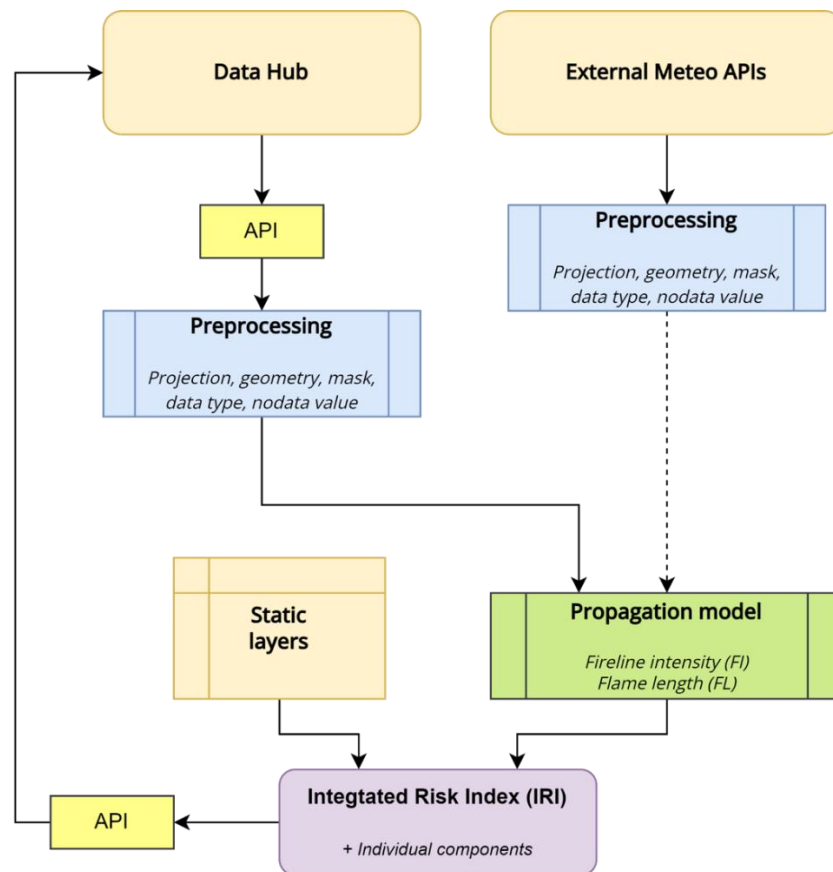 Data Hub
External Meteo APIs
API
Preprocessing
Projection, geometry, mask,
data type, nodata value
Preprocessing
Projection, geometry, mask,
data type, nodata value
Static
layers
Propagation model
Fireline intensity (FI)
Flame length (FL)
Integtated Risk Index (IRI)
+ Individual components
API